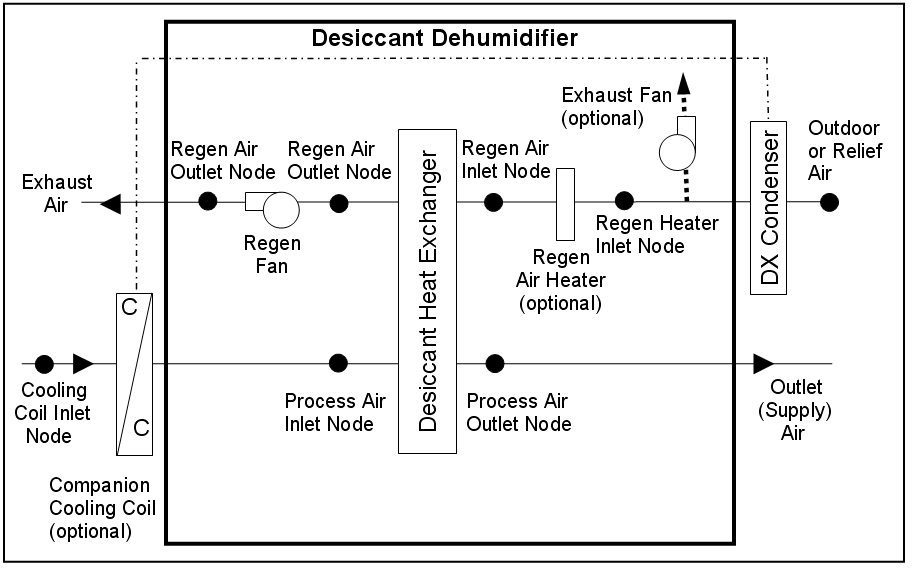 Desiccant Dehumidifier
Exhaust Fan
(optional)
Outdoor
or Relief
Air
DX Condenser
Regen Air
Outlet Node
Regen Air
Outlet Node
Regen Air
Inlet Node
Exhaust
Air
Regen
Fan
Desiccant Heat Exchanger
Regen
Air Heater
(optional)
Regen Heater
Inlet Node
C
C
Cooling
Coil Inlet
Node
Process Air
Inlet Node
Process Air
Outlet Node
Outlet
(Supply)
Air
Companion
Cooling Coil
(optional)